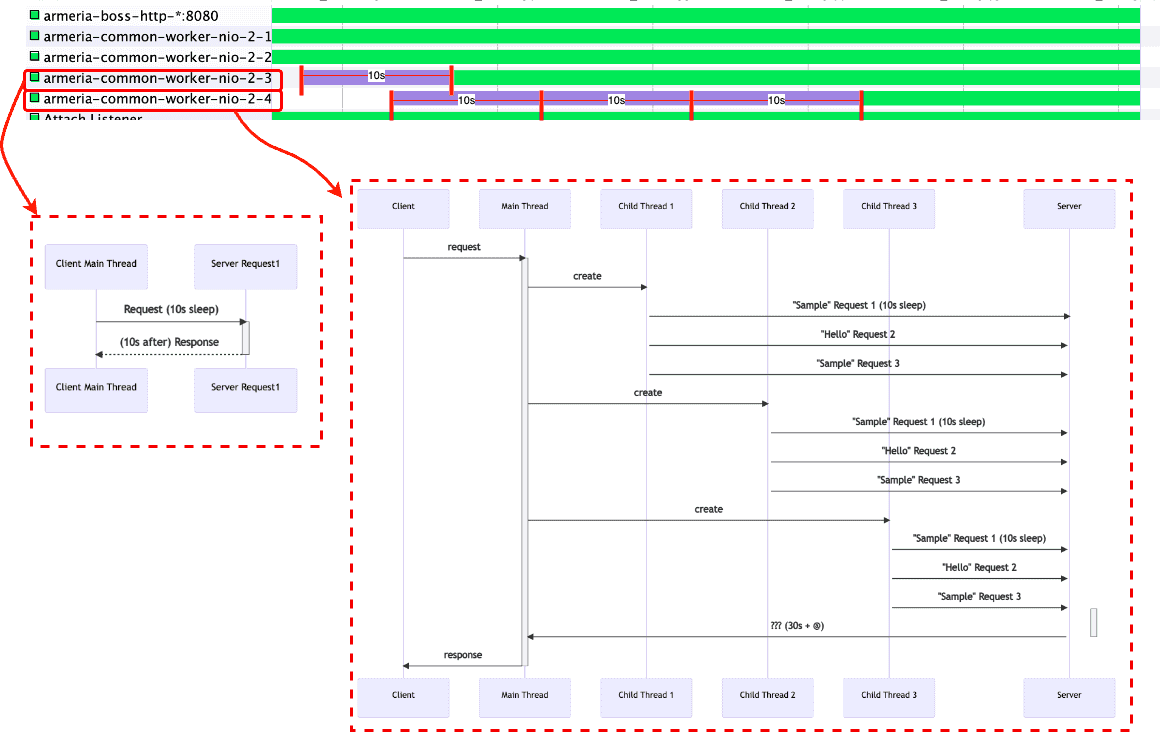 armeria-boss-http-*:8080
armeria-common-worker-nio-2-1
armeria-common-worker-nio-2-2
armeria-common-worker-nio-2-3
10s
armeria-common-worker-nio-2-4
10s
10s
10s
Attach Listener
Client Main Thread
Server Request1
Request (10s sleep)
(10s after) Response
Client Main Thread
Server Request1
Client
Main Thread
Child Thread 1
Child Thread 2
Child Thread 3
Server
request
create
"Sample" Request 1 (10s sleep)
"Hello" Request 2
"Sample" Request 3
create
"Sample" Request 1 (10s sleep)
"Hello" Request 2
"Sample" Request 3
create
"Sample" Request 1 (10s sleep)
"Hello" Request 2
"Sample" Request 3
??? (30s + @)
response
Client
Main Thread
Child Thread 1
Child Thread 2
Child Thread 3
Server